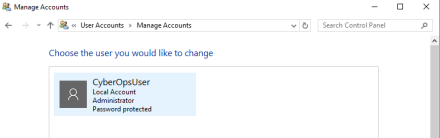 Manage Accounts
« User Accounts > Manage Accounts
Search Control Panel
Choose the user you would like to change
CyberOpsUser
Local Account
Administrator
Password protected